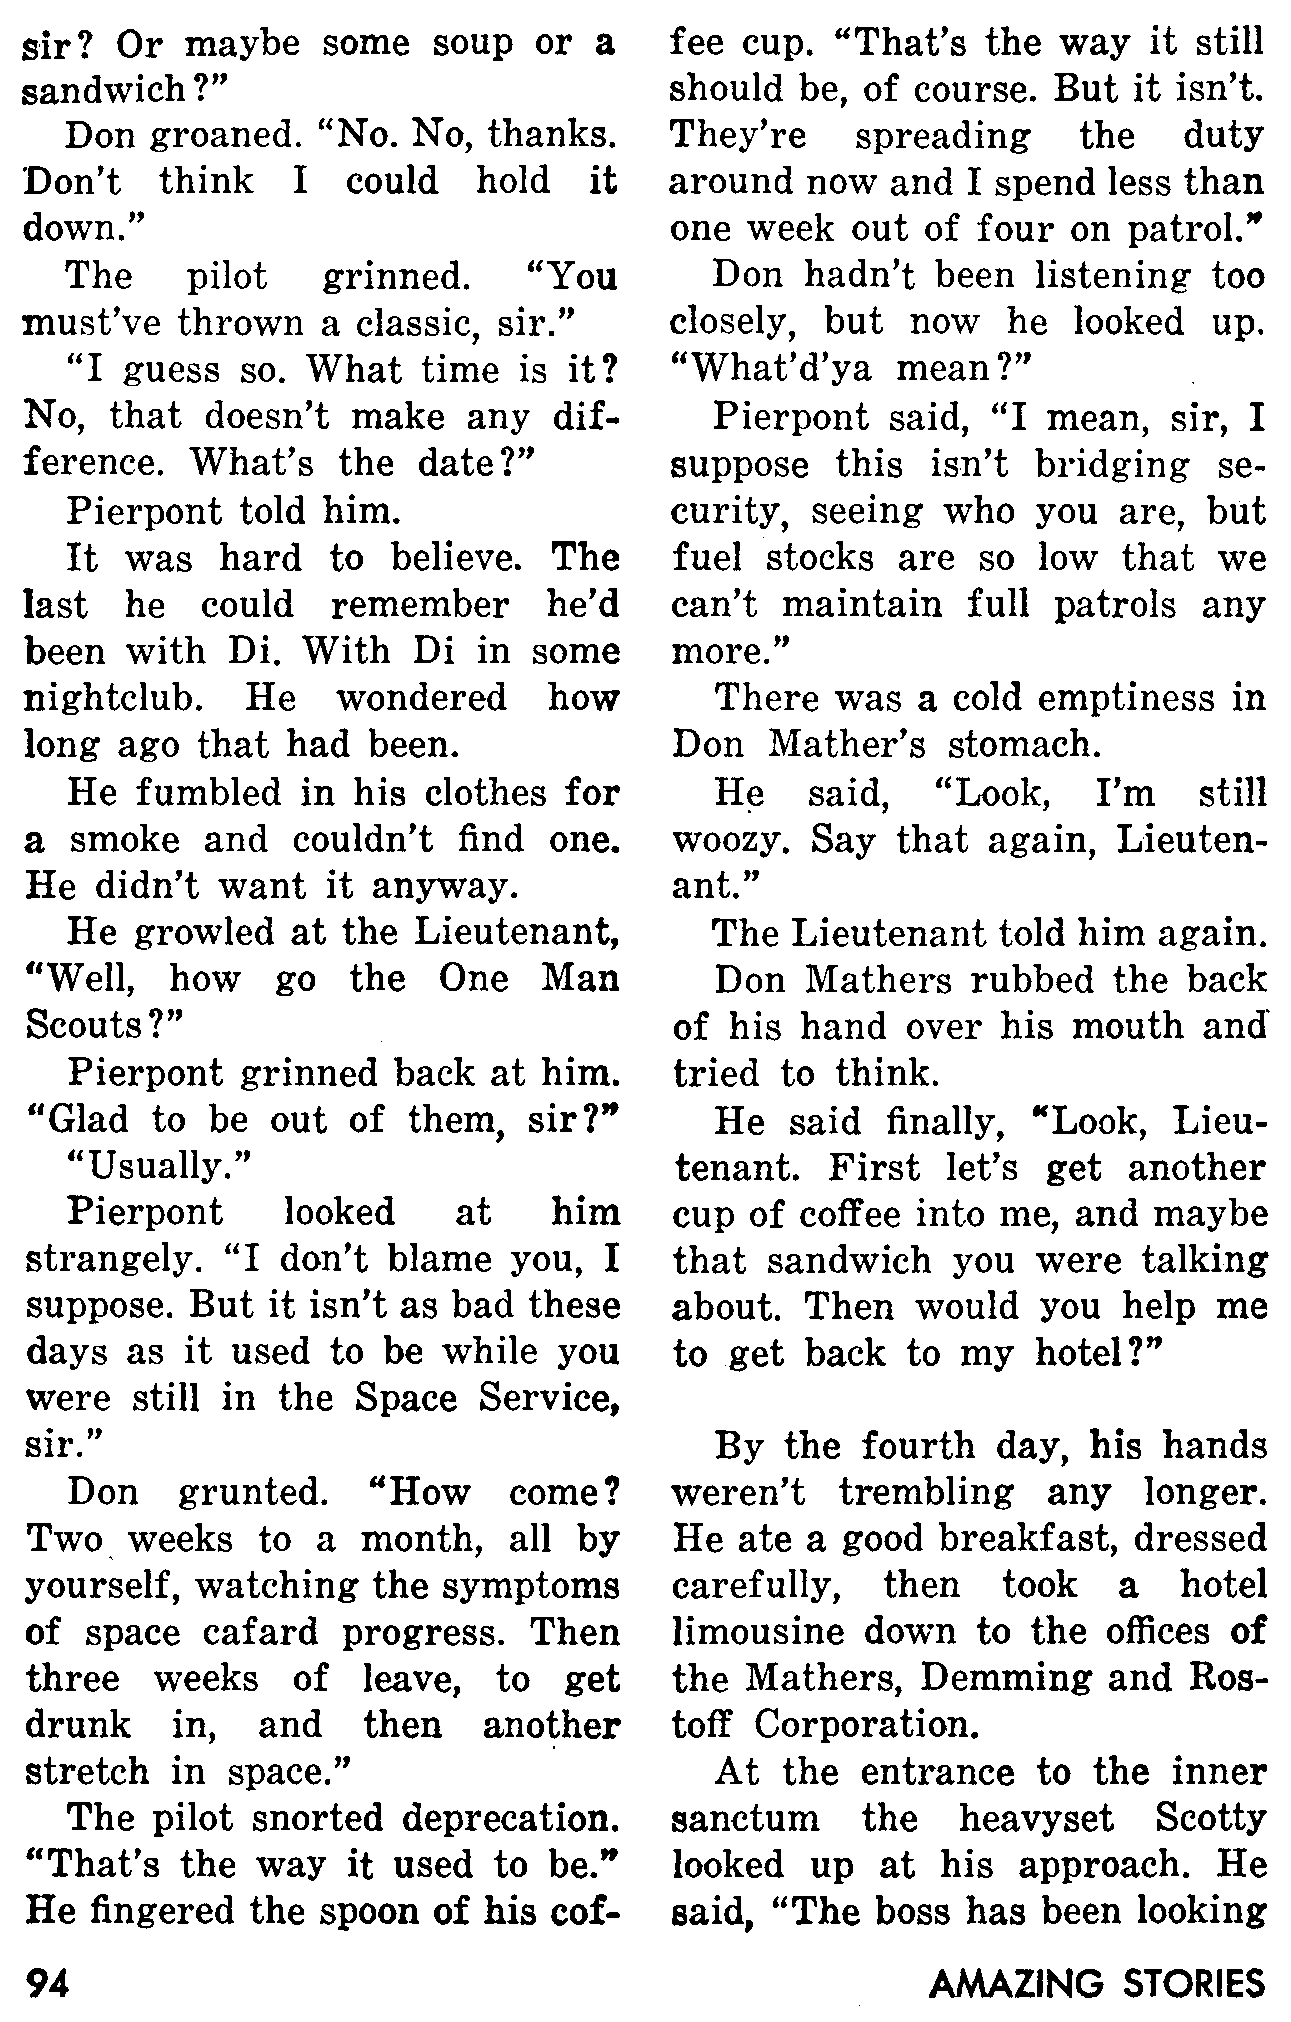 sir? Or maybe some soup or a
sandwich?”
Don groaned. “No. No, thanks.
Don’t think I could hold it
down.”
The pilot grinned. “You
must’ve thrown a classic, sir.”
“I guess so. What time is it?
No, that doesn’t make any dif-
ference. What’s the date?”
Pierpont told him.
It was hard to believe. The
last he could remember he’d
been with Di. With Di in some
nightclub. He wondered how
long ago that had been.
He fumbled in his clothes for
a smoke and couldn’t find one.
He didn’t want it anyway.
He growled at the Lieutenant,
“Well, how go the One Man
Scouts?”
Pierpont grinned back at him.
“Glad to be out of them, sir?”
“Usually.”
Pierpont looked at him
strangely. “I don’t blame you, I
suppose. But it isn’t as bad these
days as it used to be while you
were still in the Space Service,
sir.”
Don grunted. “How come?
Two weeks to a month, all by
yourself, watching the symptoms
of space cafard progress. Then
three weeks of leave, to get
drunk in, and then another
stretch in space.”
The pilot snorted deprecation.
“That’s the way it used to be.”
He fingered the spoon of his cof-
fee cup. “That’s the way it still
should be, of course. But it isn’t.
They’re spreading the duty
around now and I spend less than
one week out of four on patrol.”
Don hadn’t been listening too
closely, but now he looked up.
“What’d’ya mean?”
Pierpont said, “I mean, sir, I
suppose this isn’t bridging se-
curity, seeing who you are, but
fuel stocks are so low that we
can’t maintain full patrols any
more.”
There was a cold emptiness in
Don Mather’s stomach.
He said, “Look, I’m still
woozy. Say that again, Lieuten-
ant.”
The Lieutenant told him again.
Don Mathers rubbed the back
of his hand over his mouth and
tried to think.
He said finally, “Look, Lieu-
tenant. First let’s get another
cup of coffee into me, and maybe
that sandwich you were talking
about. Then would you help me
to get back to my hotel?”
By the fourth day, his hands
weren’t trembling any longer.
He ate a good breakfast, dressed
carefully, then took a hotel
limousine down to the offices of
the Mathers, Demming and Ros-
toff Corporation.
At the entrance to the inner
sanctum the heavyset Scotty
looked up at his approach. He
said, “The boss has been looking
94 AMAZING STORIES